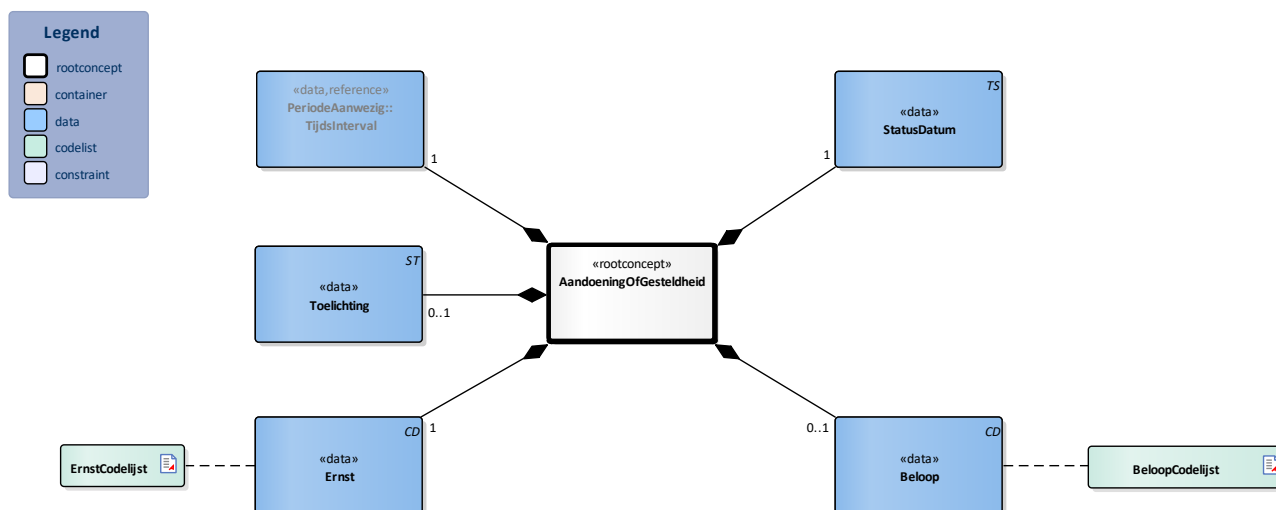 Legend
rootconcept
container
data
codelist
constraint
«data,reference»
PeriodeAanwezig::
TijdsInterval
1
TS
«data»
StatusDatum
1
«rootconcept»
AandoeningOfGesteldheid
ST
«data»
Toelichting
0..1
CD
«data»
Ernst
1
ErnstCodelijst
CD
«data»
Beloop
0..1
BeloopCodelijst